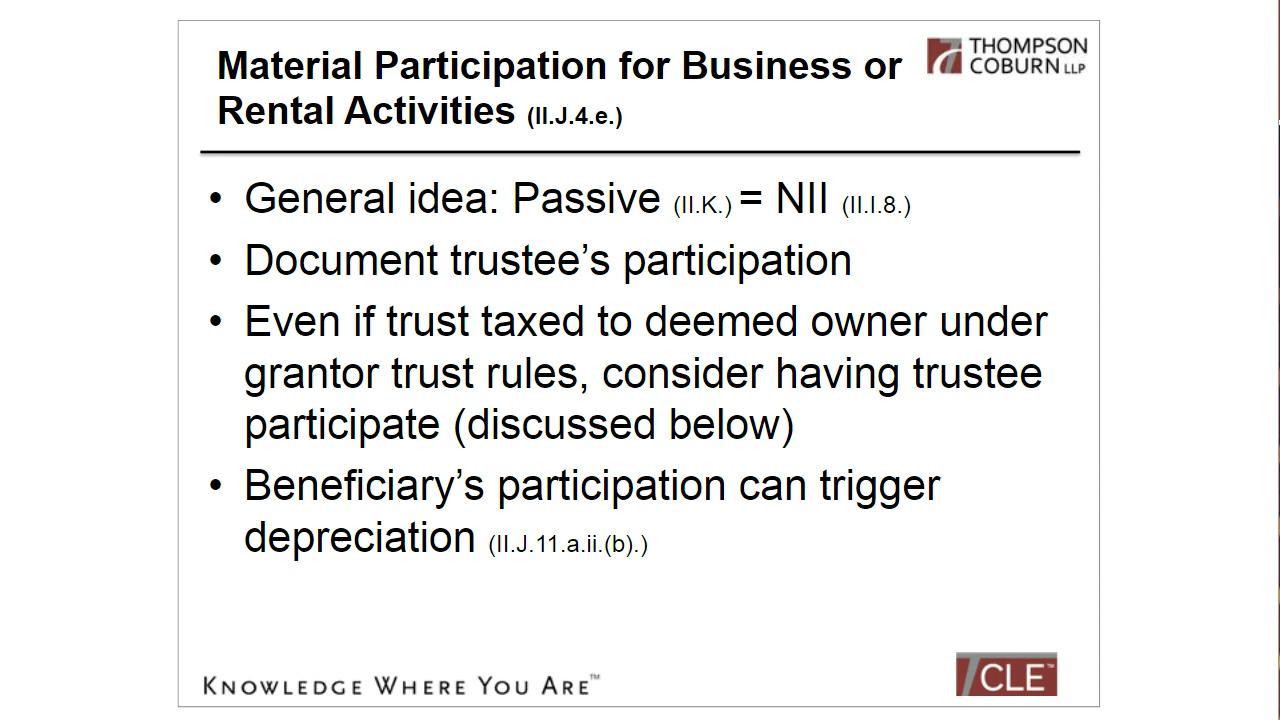 Material Participation for Business or
Rental Activities (II.J.4.e.)
THOMPSON
COBURN LLP
• General idea: Passive (II.K.) = NII (II.I.8.)
• Document trustee’s participation
• Even if trust taxed to deemed owner under
grantor trust rules, consider having trustee
participate (discussed below)
• Beneficiary’s participation can trigger
depreciation (II.J.11.a.ii.(b).)
KNOWLEDGE WHERE YOU ARE™
CLE™